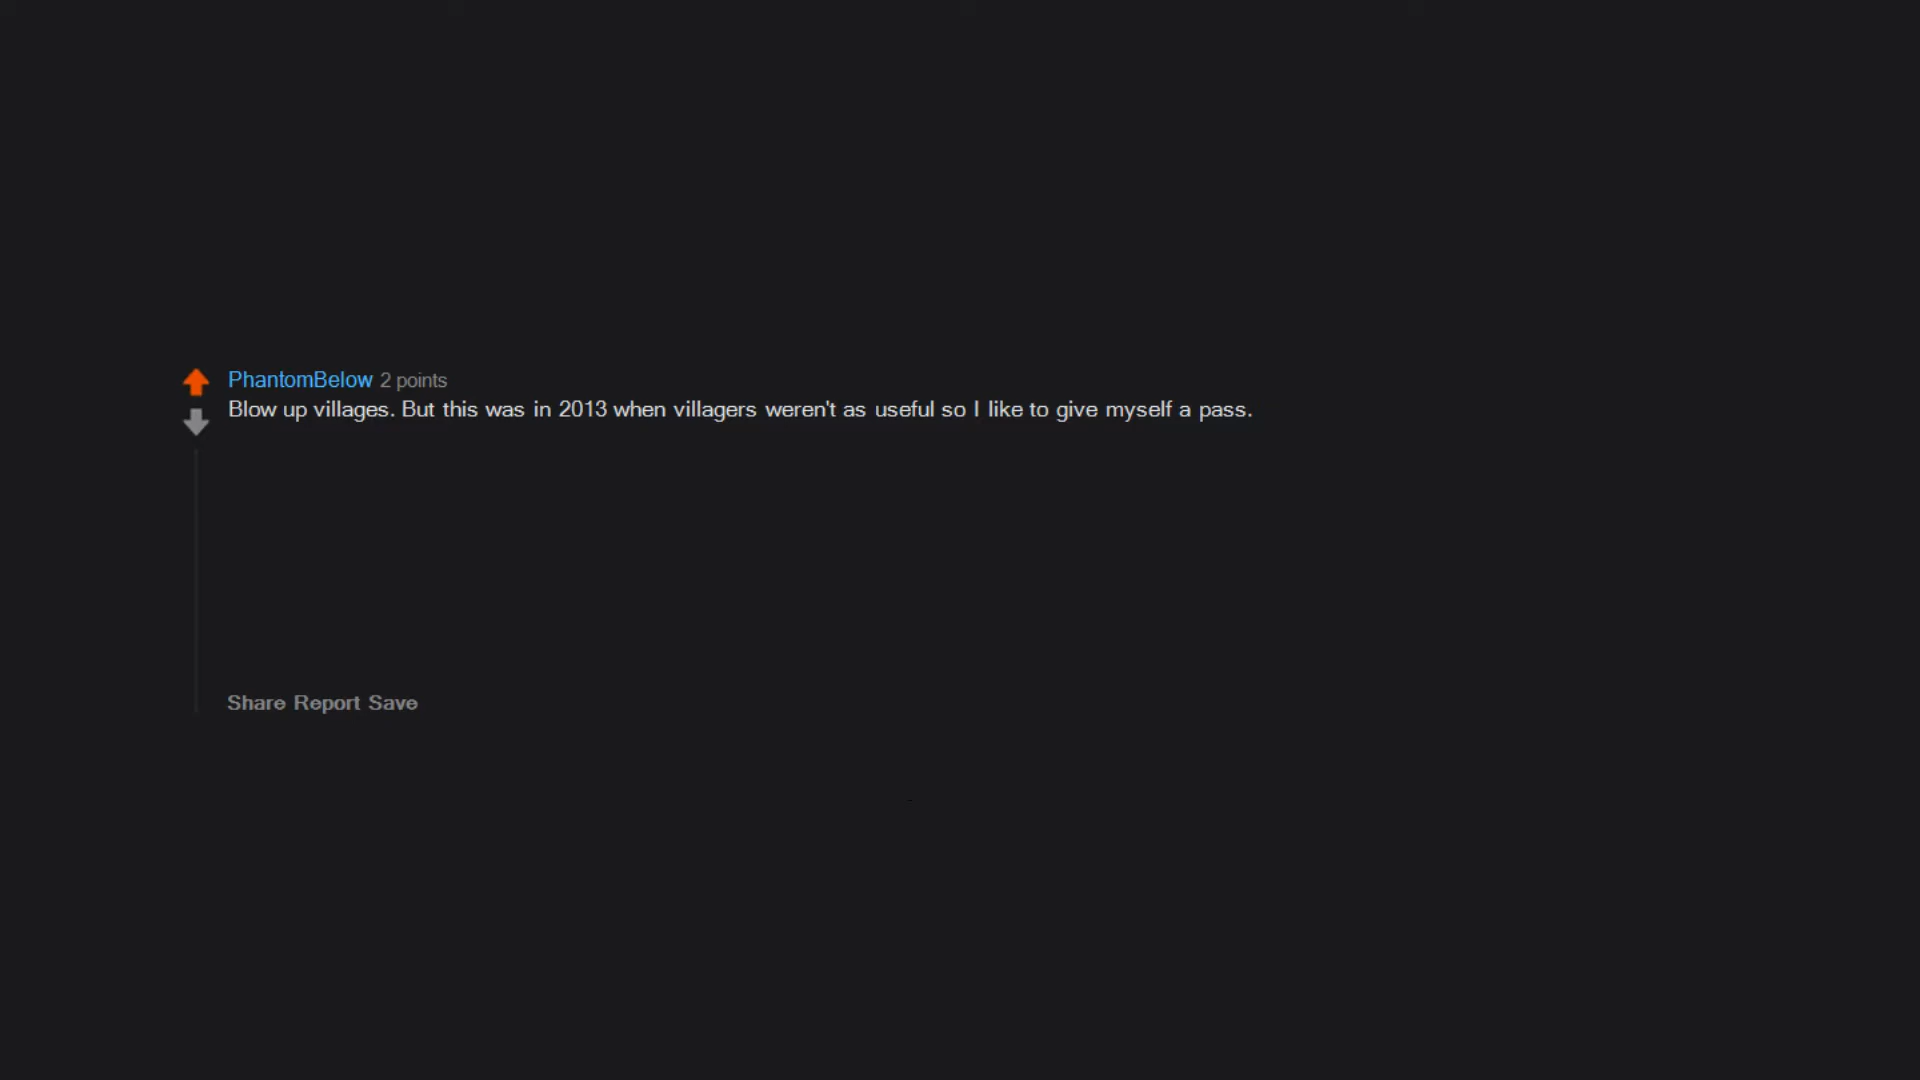 PhantomBelow 2 points
Blow up villages. But this was in 2013 when villagers weren't as useful so I like to give myself a pass.
Share Report Save